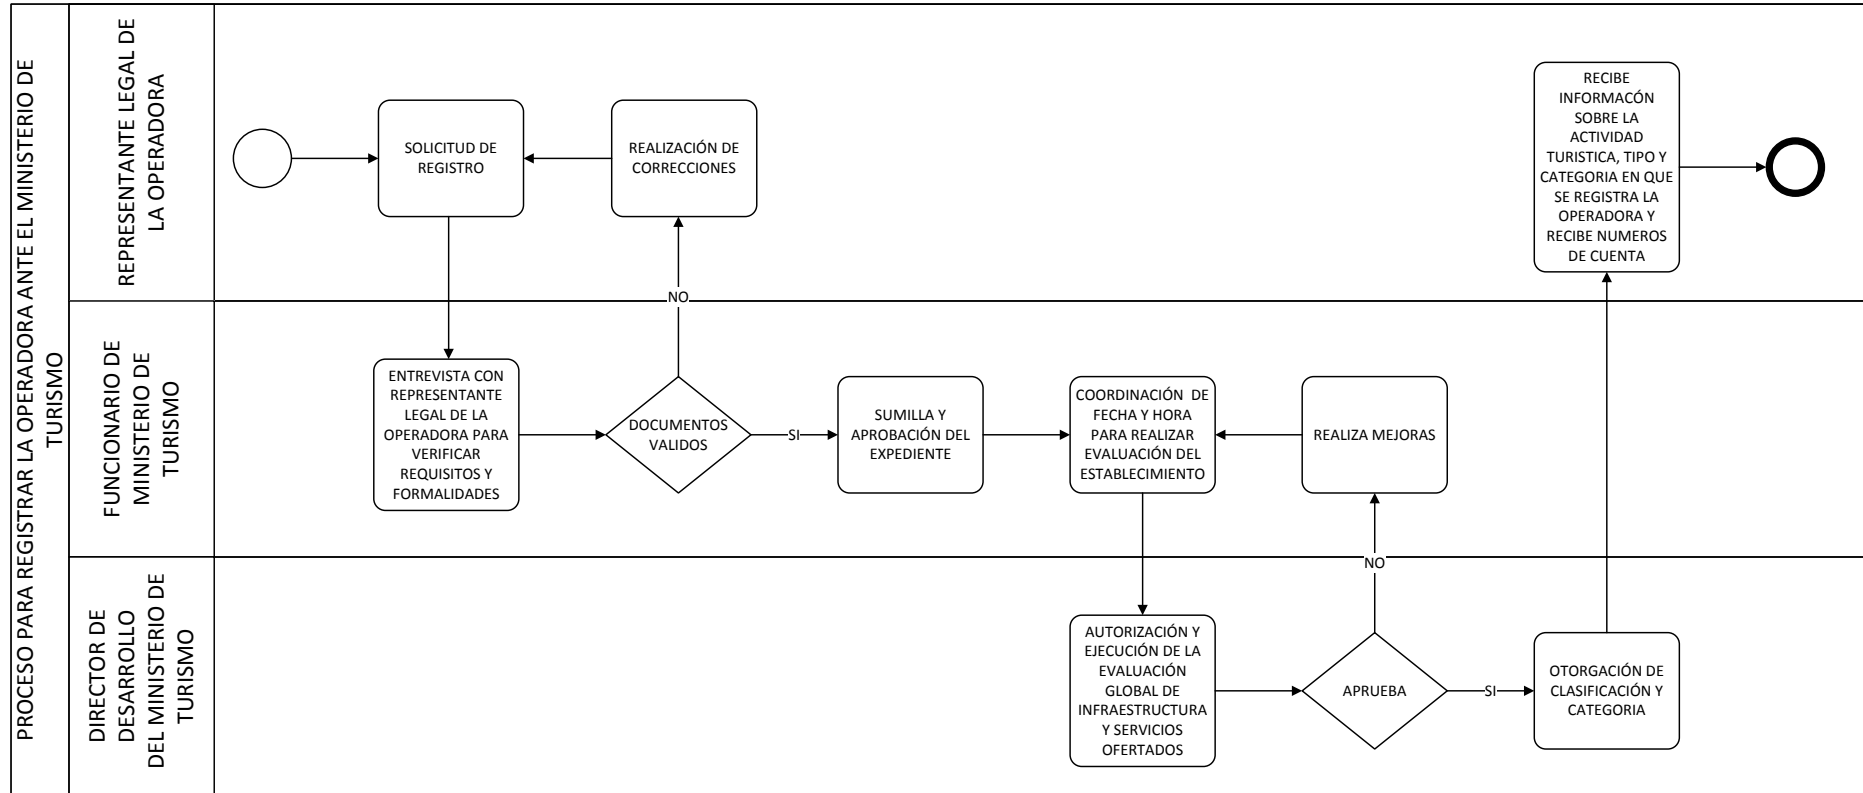 PROCESO PARA REGISTRAR LA OPERADORA ANTE EL MINISTERIO DE
TURISMO
REPRESENTANTE LEGAL DE
LA OPERADORA
SOLICITUD DE
REGISTRO
REALIZACIÓN DE
CORRECCIONES
RECIBE
INFORMACÓN
SOBRE LA
ACTIVIDAD
TURISTICA, TIPO Y
CATEGORIA EN QUE
SE REGISTRA LA
OPERADORA Y
RECIBE NUMEROS
DE CUENTA
NO
FUNCIONARIO DE
MINISTERIO DE
TURISMO
ENTREVISTA CON
REPRESENTANTE
LEGAL DE LA
OPERADORA PARA
VERIFICAR
REQUISITOS Y
FORMALIDADES
DOCUMENTOS
VALIDOS
SI
SUMILLA Y
APROBACIÓN DEL
EXPEDIENTE
COORDINACIÓN DE
FECHA Y HORA
PARA REALIZAR
EVALUACIÓN DEL
ESTABLECIMIENTO
REALIZA MEJORAS
NO
DIRECTOR DE
DESARROLLO
DEL MINISTERIO DE
TURISMO
AUTORIZACIÓN Y
EJECUCIÓN DE LA
EVALUACIÓN
GLOBAL DE
INFRAESTRUCTURA
Y SERVICIOS
OFERTADOS
APRUEBA
SI
OTORGACIÓN DE
CLASIFICACIÓN Y
CATEGORIA